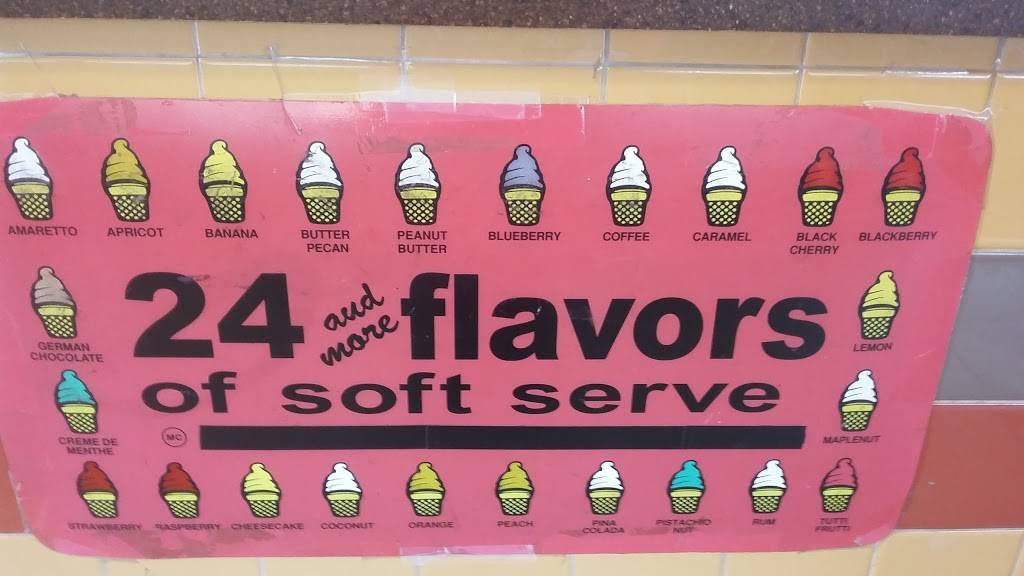 AMARETTO
APRICOT
BANANA
BUTTER
PECAN
PEANUT
BUTTER
BLUEBERRY
COFFEE
CARAMEL
BLACK
CHERRY
BLACKBERRY
GERMAN
CHOCOLATE
24 and more flavors
LEMON
of soft serve
CREME DE
MENTHE
MC
MAPLENUT
STRAWBERRY
RASPBERRY
CHEESECAKE
COCONUT
ORANGE
PEACH
PINA
COLADA
PISTACHIO
NUT
RUM
TUTTI
FRUTTI